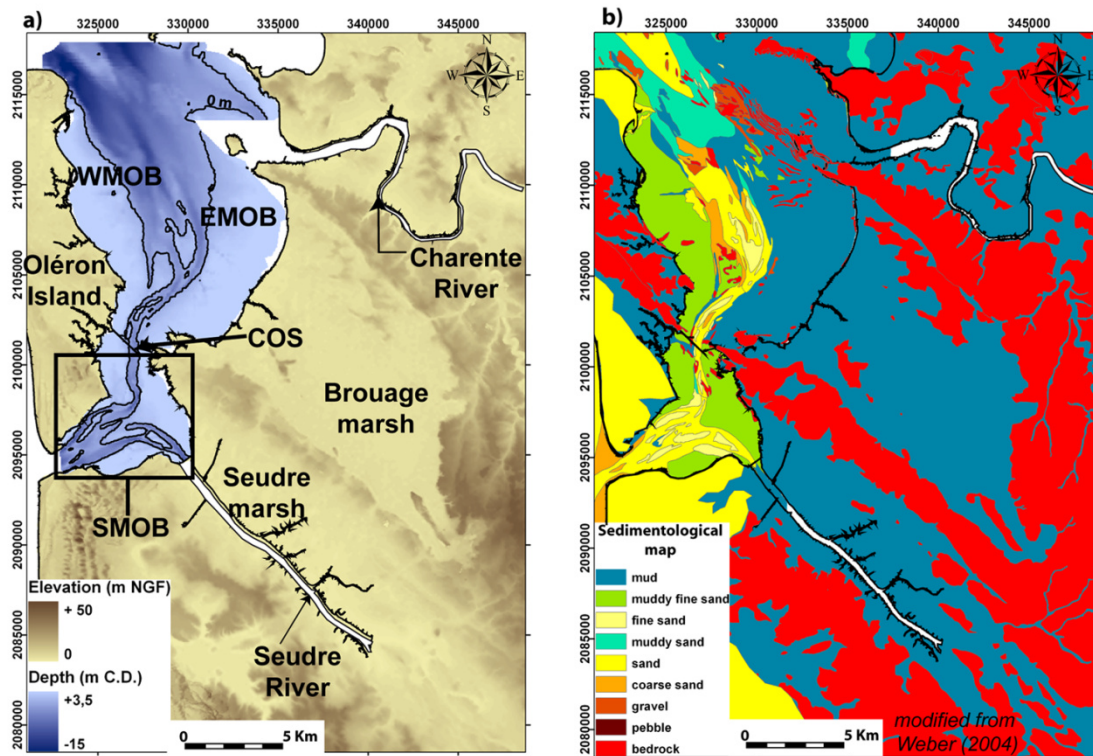 a)
325000 330000 335000 340000 345000
2115000
2110000
2105000
2100000
2095000
2090000
2085000
2080000
N
W E
S
0 m
WMOB
EMOB
Oléron
Island
Charente
River
COS
Brouage
marsh
Seudre
marsh
SMOB
Seudre
River
Elevation (m NGF)
+ 50
0
Depth (m C.D.)
+3,5
-15
0 5 Km
b)
325000 330000 335000 340000 345000
2115000
2110000
2105000
2100000
2095000
2090000
2085000
2080000
N
W E
S
Sedimentological
map
mud
muddy fine sand
fine sand
muddy sand
sand
coarse sand
gravel
pebble
bedrock
0 5 Km
modified from
Weber (2004)